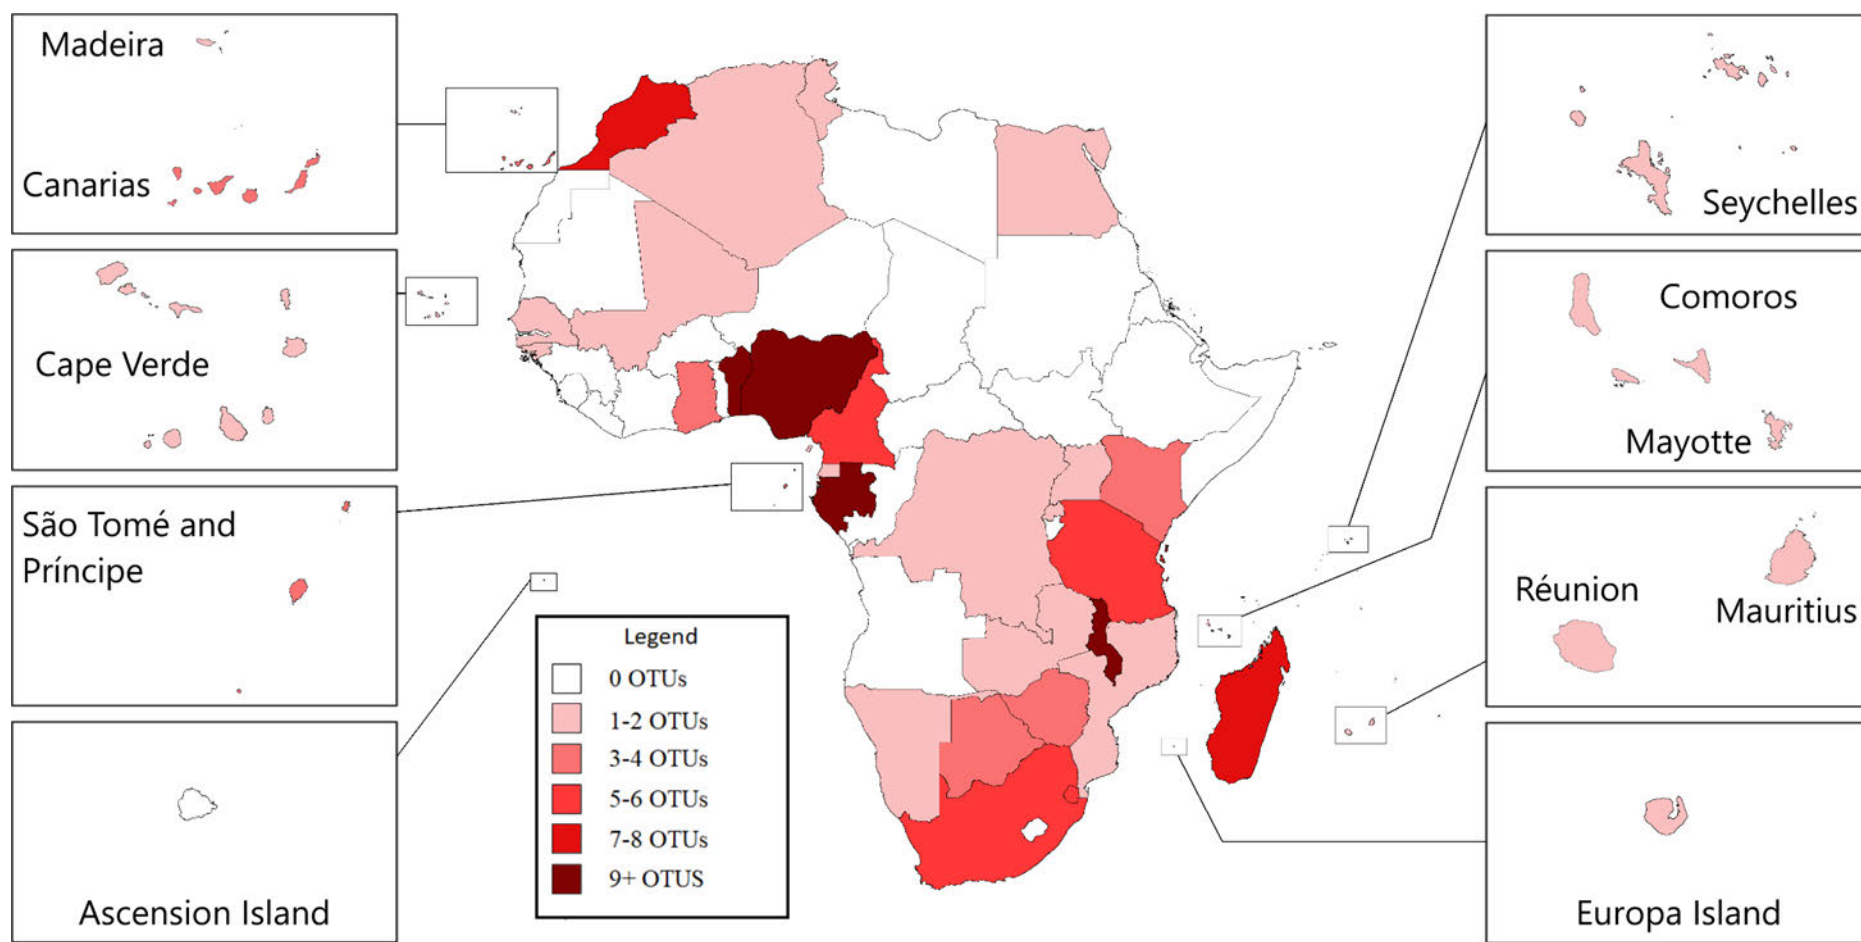 Madeira
Canarias
Cape Verde
São Tomé and
Príncipe
Ascension Island
Legend
0 OTUs
1-2 OTUs
3-4 OTUs
5-6 OTUs
7-8 OTUs
9+ OTUS
Seychelles
Comoros
Mayotte
Réunion
Mauritius
Europa Island